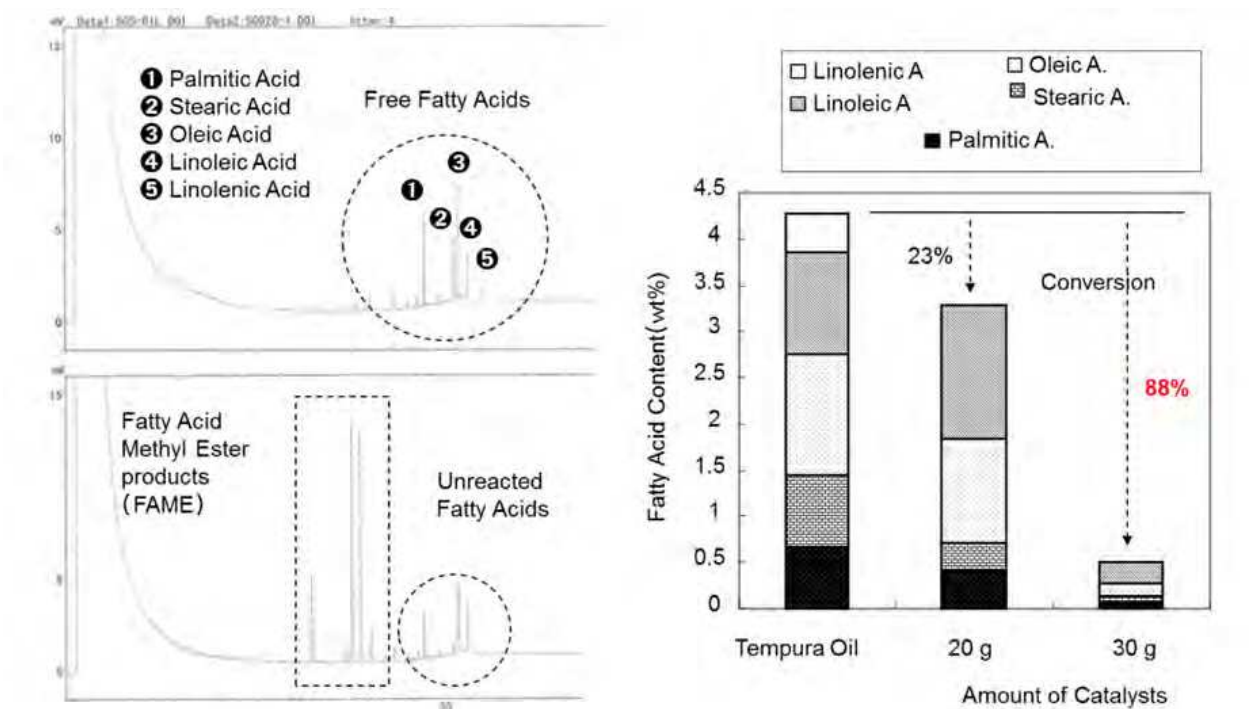 ❶ Palmitic Acid
❷ Stearic Acid
❸ Oleic Acid
❹ Linoleic Acid
❺ Linolenic Acid
Free Fatty Acids
❶
❷
❸
❹
❺
10
5
0
Fatty Acid
Methyl Ester
products
(FAME)
Unreacted
Fatty Acids
Linolenic A
Oleic A.
Linoleic A
Stearic A.
Palmitic A.
Fatty Acid Content(wt%)
4.5
4
3.5
3
2.5
2
1.5
1
0.5
0
23%
Conversion
88%
Tempura Oil
20 g
30 g
Amount of Catalysts